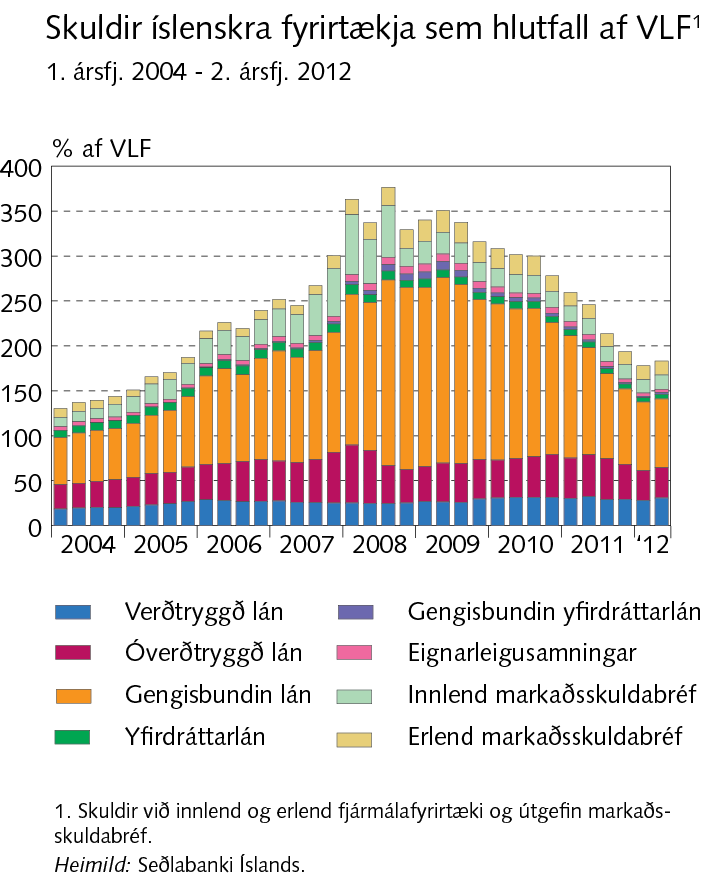 Skuldir íslenskra fyrirtækja sem hlutfall af VLF¹
1. ársfj. 2004 - 2. ársfj. 2012
% af VLF
400
350
300
250
200
150
100
50
0
2004 2005 2006 2007 2008 2009 2010 2011 '12
Verðtryggð lán
Óverðtryggð lán
Gengisbundin lán
Yfirdráttarlán
Gengisbundin yfirdráttarlán
Eignarleigusamningar
Innlend markaðsskuldabréf
Erlend markaðsskuldabréf
1. Skuldir við innlend og erlend fjármálafyrirtæki og útgefin markaðs-
skuldabréf.
Heimild: Seðlabanki Íslands.